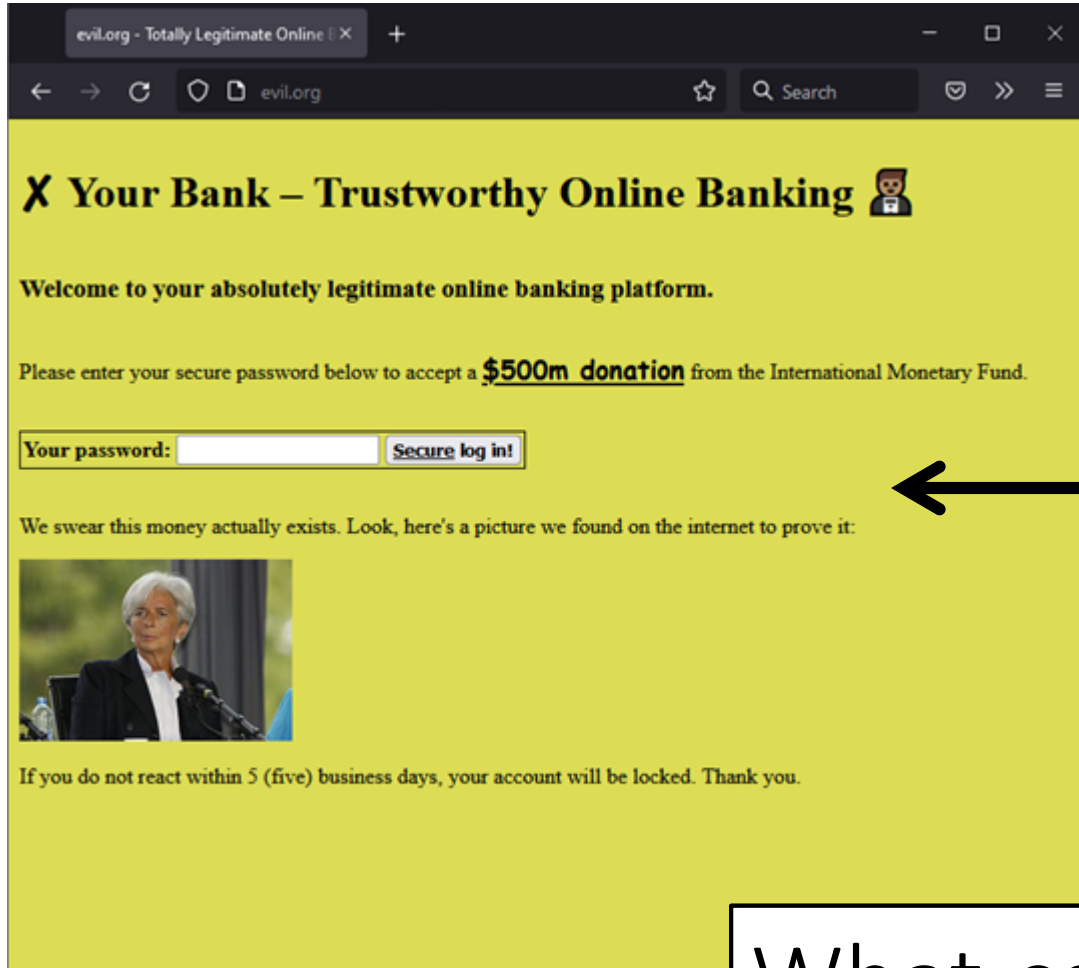 evil.org - Totally Legitimate Online
evil.org
Search
✗ Your Bank – Trustworthy Online Banking
Welcome to your absolutely legitimate online banking platform.
Please enter your secure password below to accept a $500m donation from the International Monetary Fund.
Your password: Secure log in!
We swear this money actually exists. Look, here's a picture we found on the internet to prove it:
If you do not react within 5 (five) business days, your account will be locked. Thank you.
What